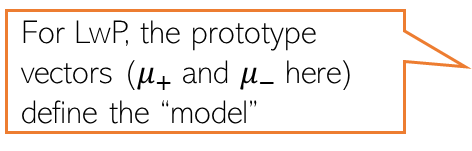 For LwP, the prototype
vectors (μ₊ and μ₋ here)
define the “model”